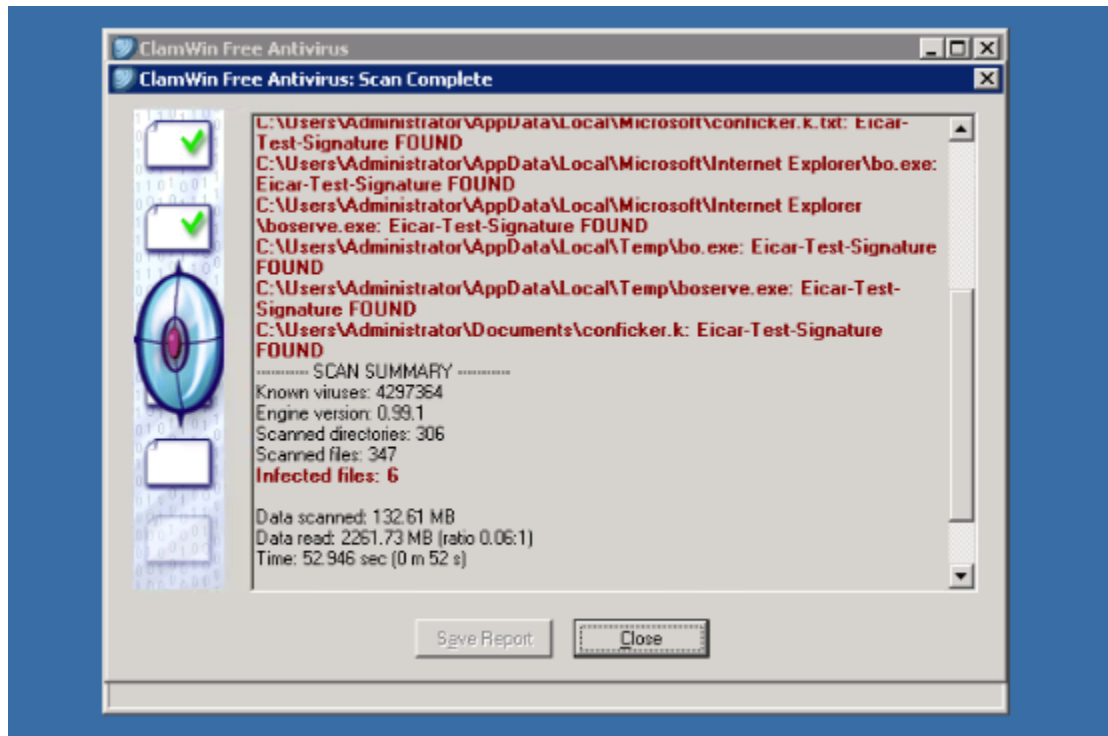 ClamWin Free Antivirus
ClamWin Free Antivirus: Scan Complete
C:\Users\Administrator\AppData\Local\Microsoft\conficker.k.txt: Eicar-
Test-Signature FOUND
C:\Users\Administrator\AppData\Local\Microsoft\Internet Explorer\bo.exe:
Eicar-Test-Signature FOUND
C:\Users\Administrator\AppData\Local\Microsoft\Internet Explorer
\boserve.exe: Eicar-Test-Signature FOUND
C:\Users\Administrator\AppData\Local\Temp\bo.exe: Eicar-Test-Signature
FOUND
C:\Users\Administrator\AppData\Local\Temp\boserve.exe: Eicar-Test-
Signature FOUND
C:\Users\Administrator\Documents\conficker.k: Eicar-Test-Signature
FOUND
----------- SCAN SUMMARY -----------
Known viruses: 4297364
Engine version: 0.99.1
Scanned directories: 306
Scanned files: 347
Infected files: 6
Data scanned: 132.61 MB
Data read: 2261.73 MB (ratio 0.06:1)
Time: 52.946 sec (0 m 52 s)
Save Report
Close